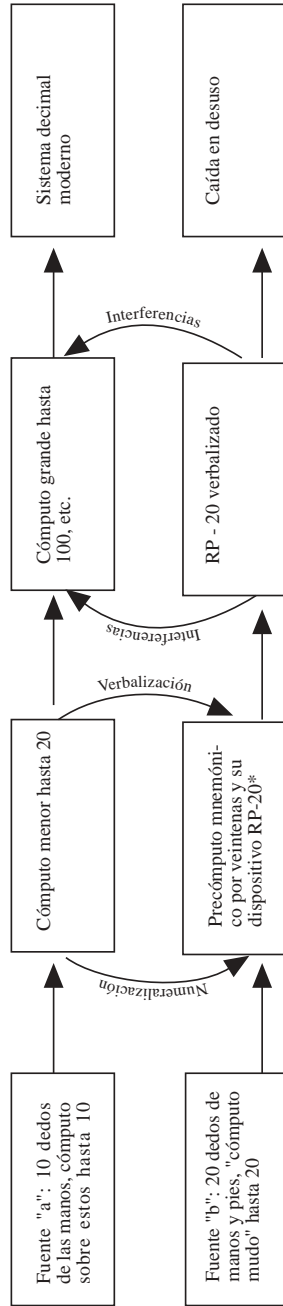 Fuente "a": 10 dedos
de las manos, cómputo
sobre estos hasta 10
Cómputo menor hasta 20
Cómputo grande hasta
100, etc.
Sistema decimal
moderno
Numeralización
Verbalización
Interferencias
Interferencias
Fuente "b": 20 dedos de
manos y pies, "cómputo
mudo" hasta 20
Precómputo mnemóni-
co por veintenas y su
dispositivo RP-20*
RP - 20 verbalizado
Caída en desuso